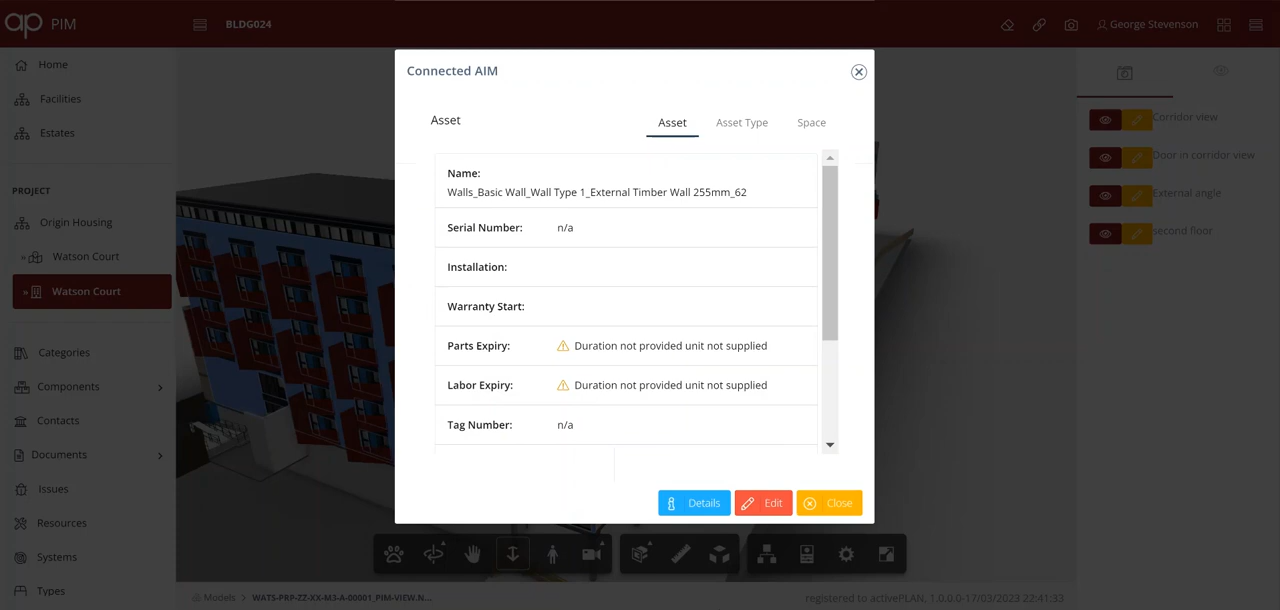 ap PIM
BLDG024
George Stevenson
Home
Facilities
Estates
PROJECT
Origin Housing
» Watson Court
» Watson Court
Categories
Components
Contacts
Documents
Issues
Resources
Systems
Types
Connected AIM
Asset
Asset Asset Type Space
Name:
Walls_Basic Wall_Wall Type 1_External Timber Wall 255mm_62
Serial Number: n/a
Installation:
Warranty Start:
Parts Expiry: Duration not provided unit not supplied
Labor Expiry: Duration not provided unit not supplied
Tag Number: n/a
Details Edit Close
Corridor view
Door in corridor view
External angle
second floor
Models > WATS-PRP-ZZ-XX-M3-A-00001_PIM-VIEW.N...
registered to activePLAN, 1.0.0.0-17/03/2023 22:41:33